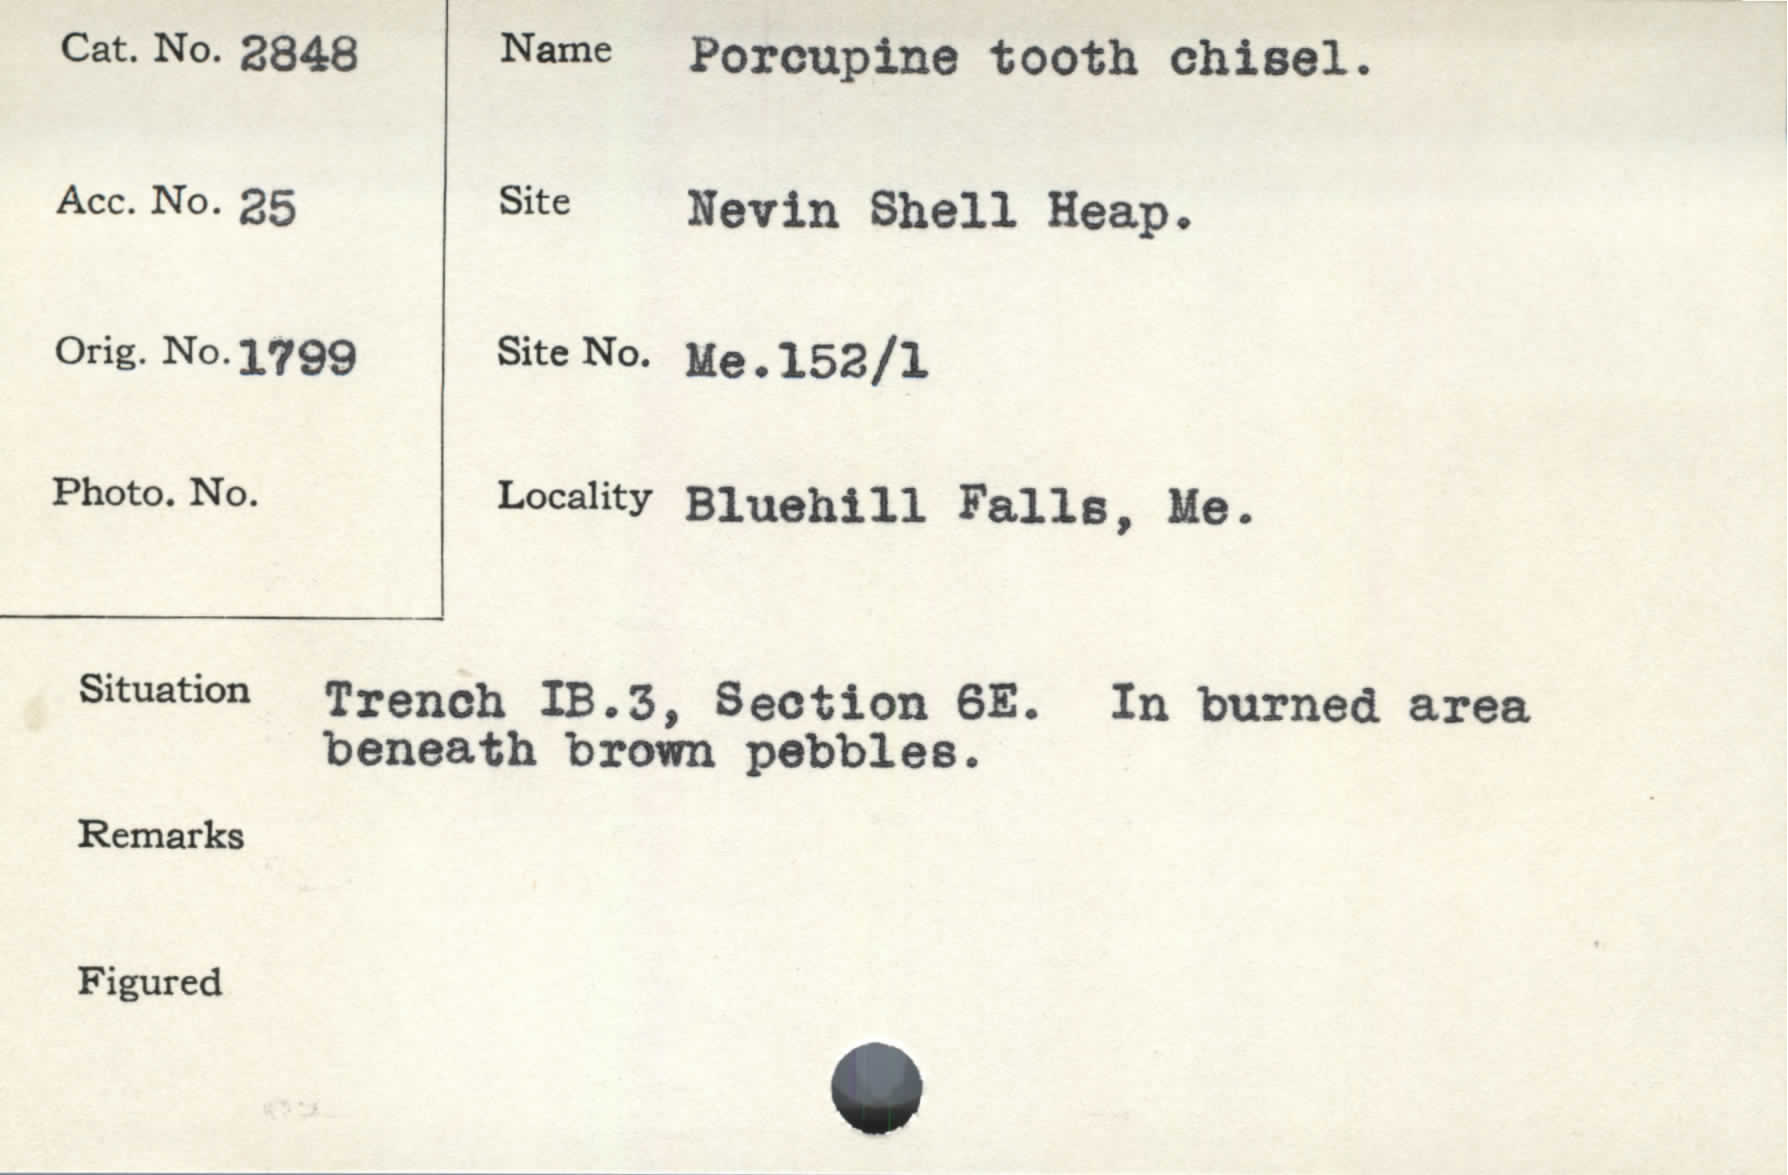 Cat. No. 2848
Acc. No. 25
Orig. No. 1799
Photo. No.
Name Porcupine tooth chisel.
Site Nevin Shell Heap.
Site No. Me.152/1
Locality Bluehill Falls, Me.
Situation Trench IB.3, Section 6E. In burned area
beneath brown pebbles.
Remarks
Figured